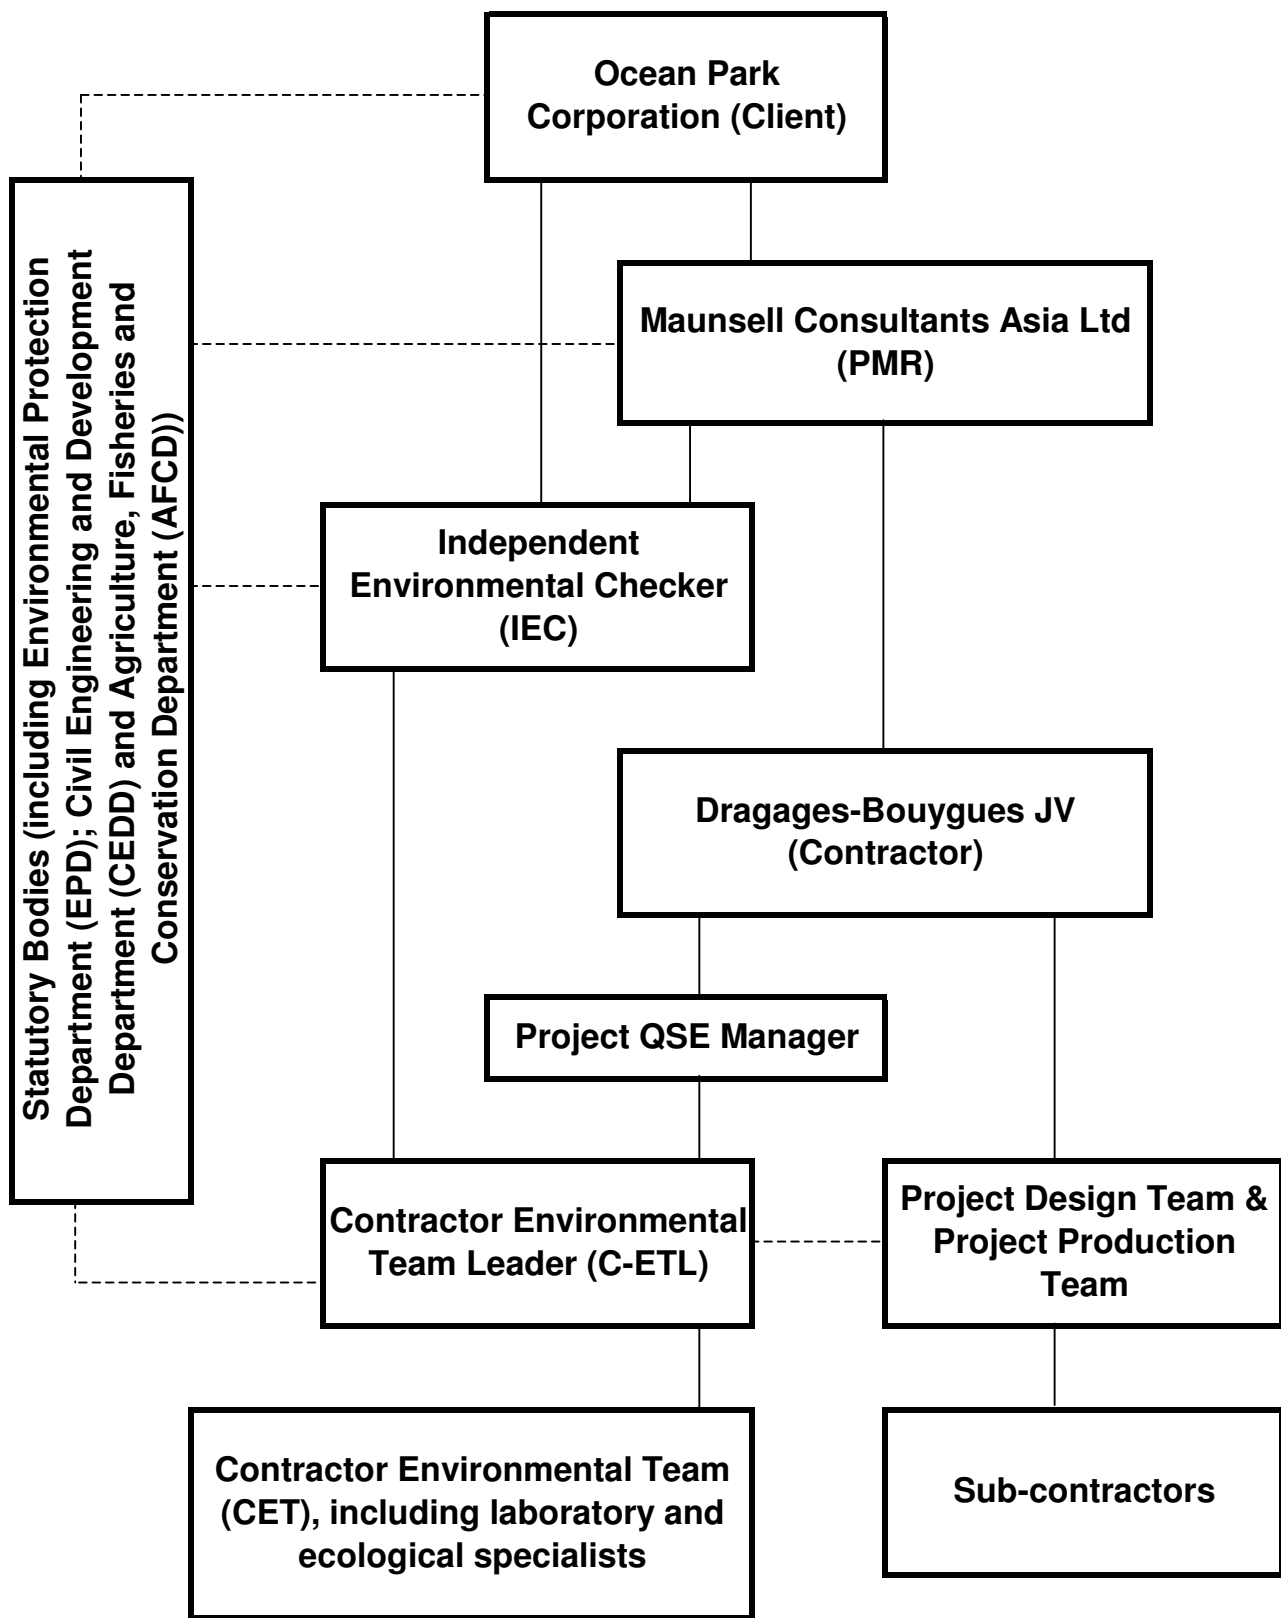 Ocean Park
Corporation (Client)
Statutory Bodies (including Environmental Protection
Department (EPD); Civil Engineering and Development
Department (CEDD) and Agriculture, Fisheries and
Conservation Department (AFCD))
Maunsell Consultants Asia Ltd
(PMR)
Independent
Environmental Checker
(IEC)
Dragages-Bouygues JV
(Contractor)
Project QSE Manager
Contractor Environmental
Team Leader (C-ETL)
Project Design Team &
Project Production
Team
Contractor Environmental Team
(CET), including laboratory and
ecological specialists
Sub-contractors